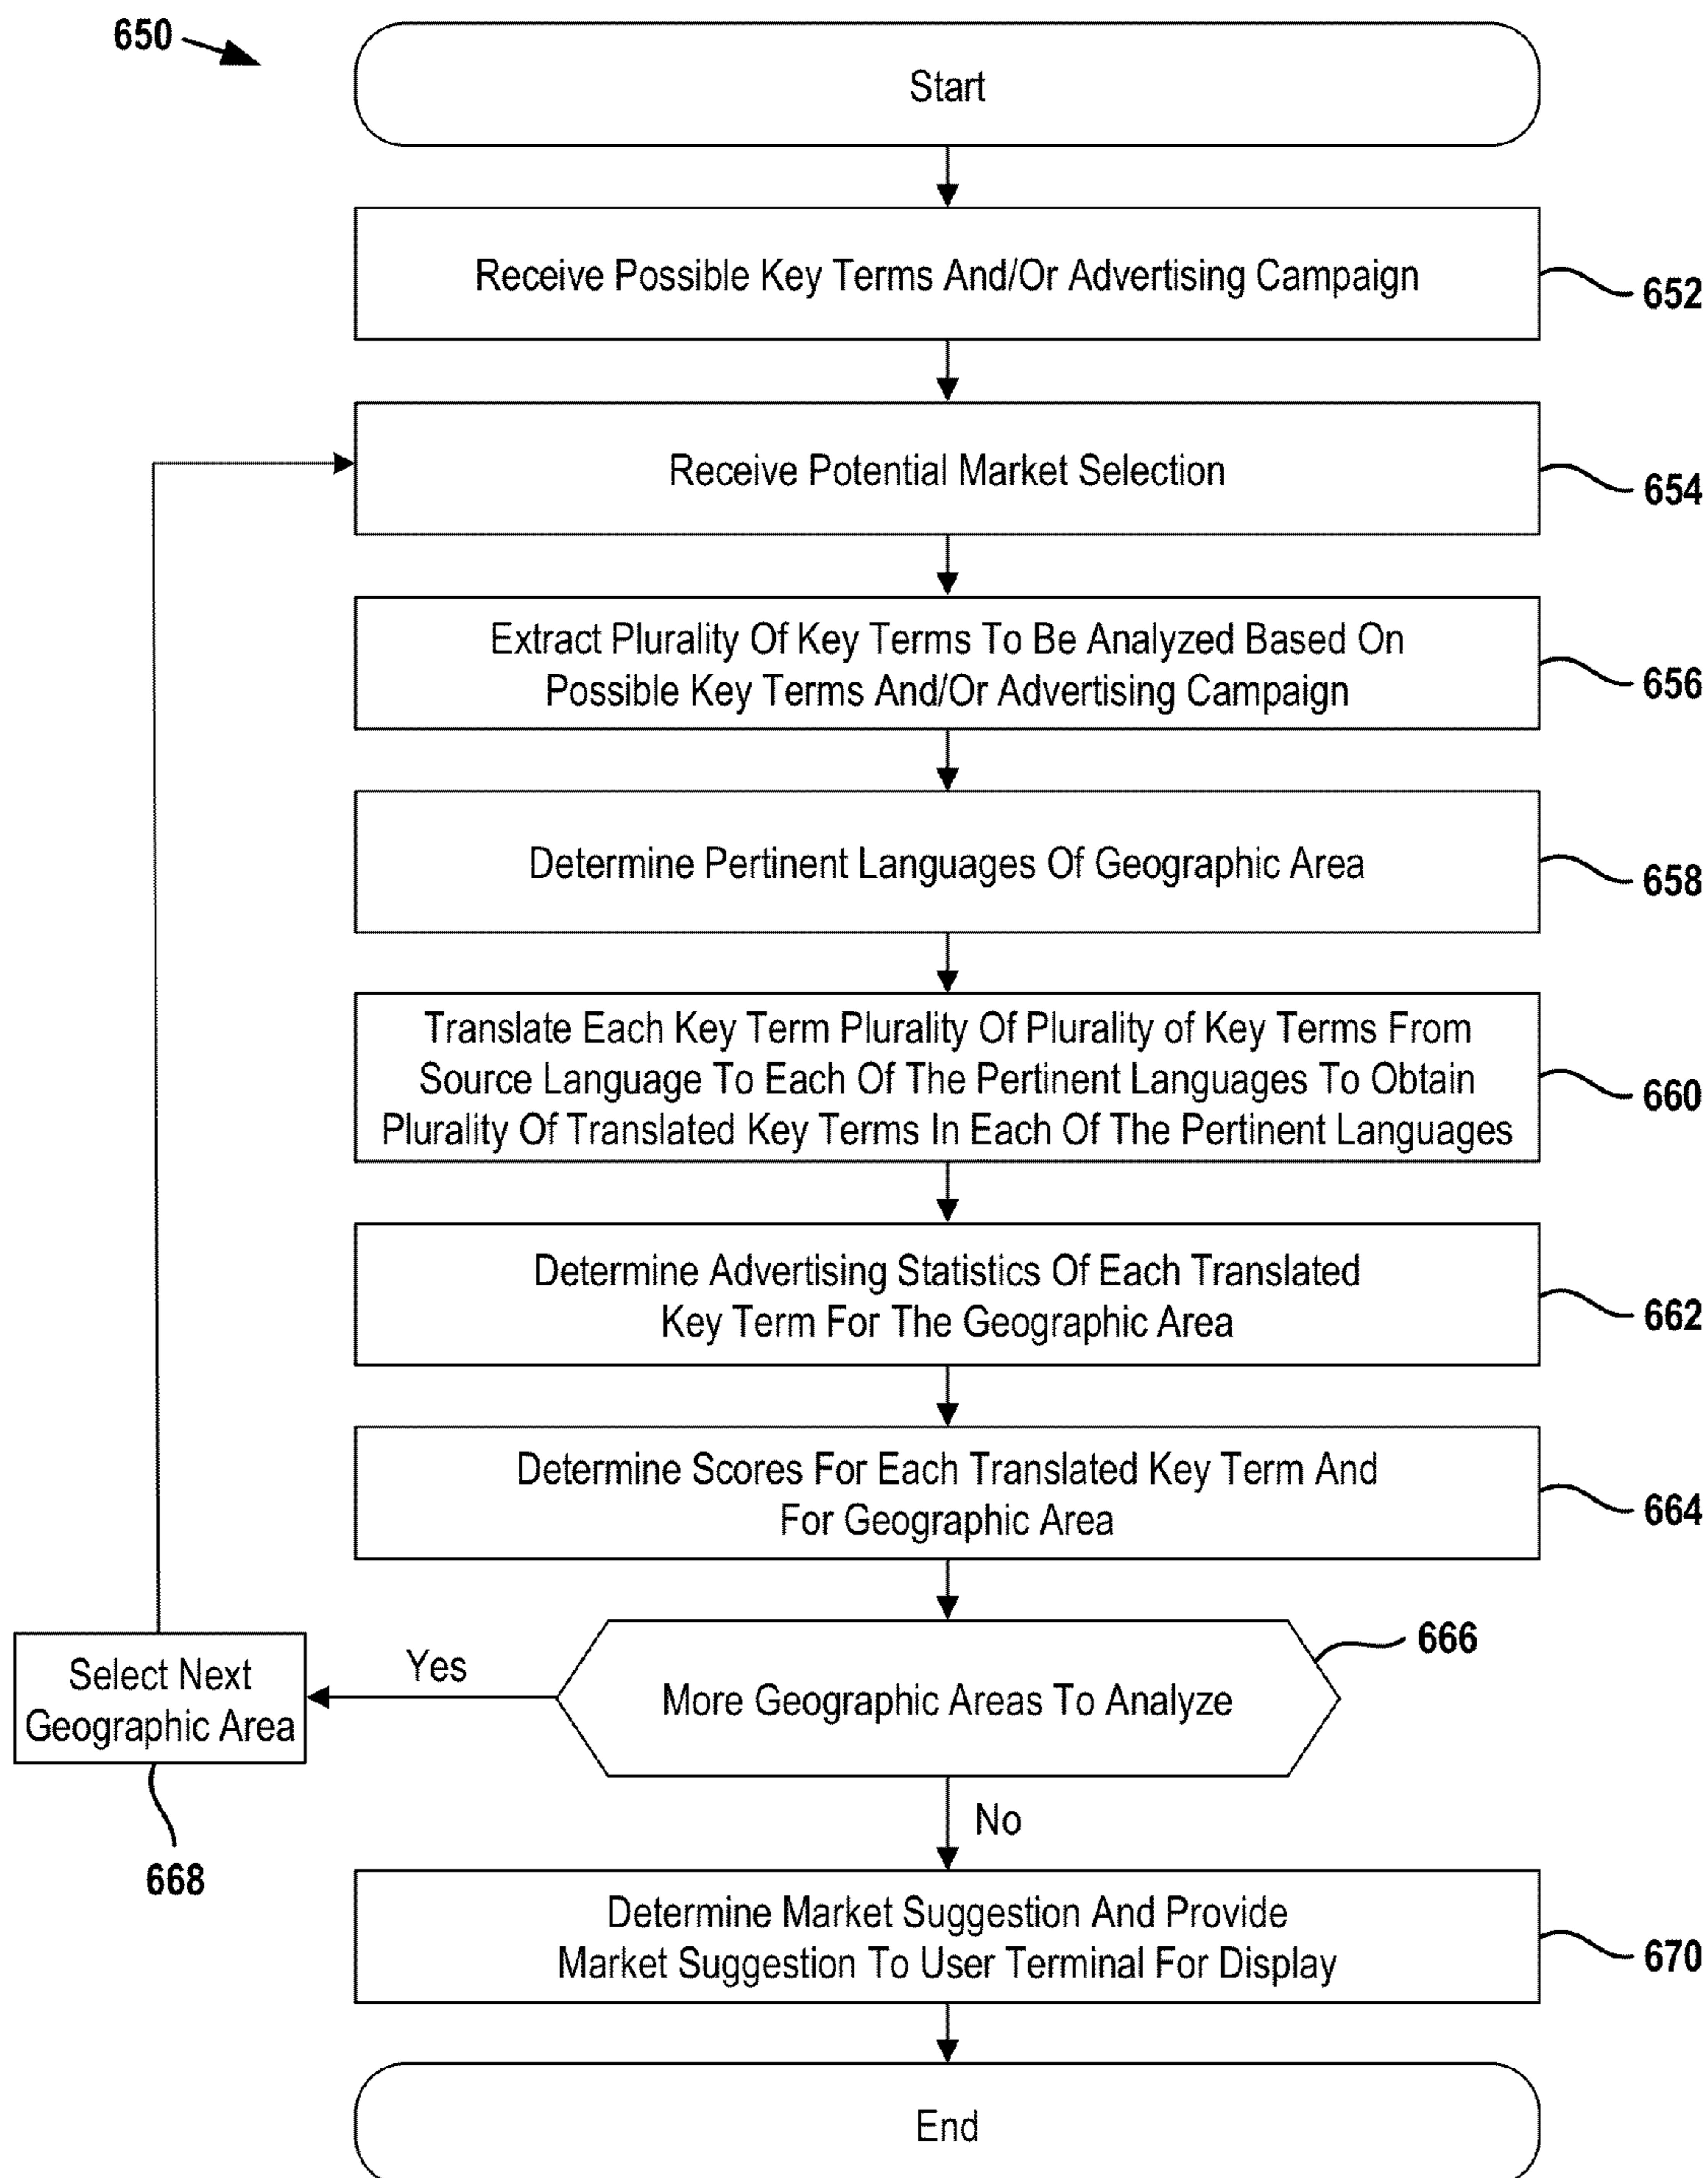 650
Start
Receive Possible Key Terms And/Or Advertising Campaign
652
Receive Potential Market Selection
654
Extract Plurality Of Key Terms To Be Analyzed Based On
Possible Key Terms And/Or Advertising Campaign
656
Determine Pertinent Languages Of Geographic Area
658
Translate Each Key Term Plurality Of Plurality of Key Terms From
Source Language To Each Of The Pertinent Languages To Obtain
Plurality Of Translated Key Terms In Each Of The Pertinent Languages
660
Determine Advertising Statistics Of Each Translated
Key Term For The Geographic Area
662
Determine Scores For Each Translated Key Term And
For Geographic Area
664
More Geographic Areas To Analyze
666
Yes
Select Next
Geographic Area
668
No
Determine Market Suggestion And Provide
Market Suggestion To User Terminal For Display
670
End